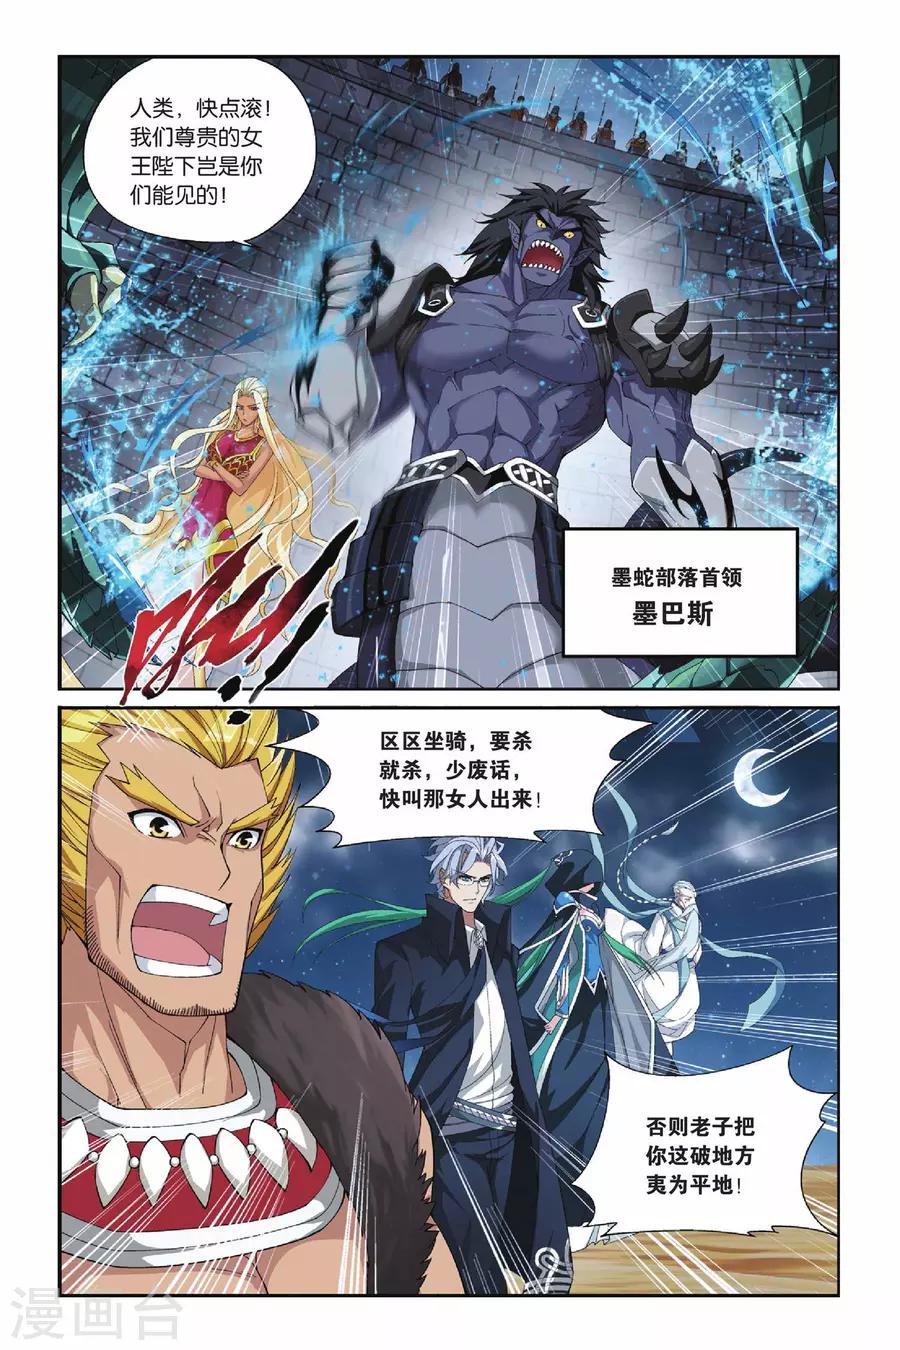 人类，快点滚！
我们尊贵的女
王陛下岂是你
们能见的！
墨蛇部落首领
墨巴斯
吼
区区坐骑，要杀
就杀，少废话，
快叫那女人出来！
否则老子把
你这破地方
夷为平地！
漫画台